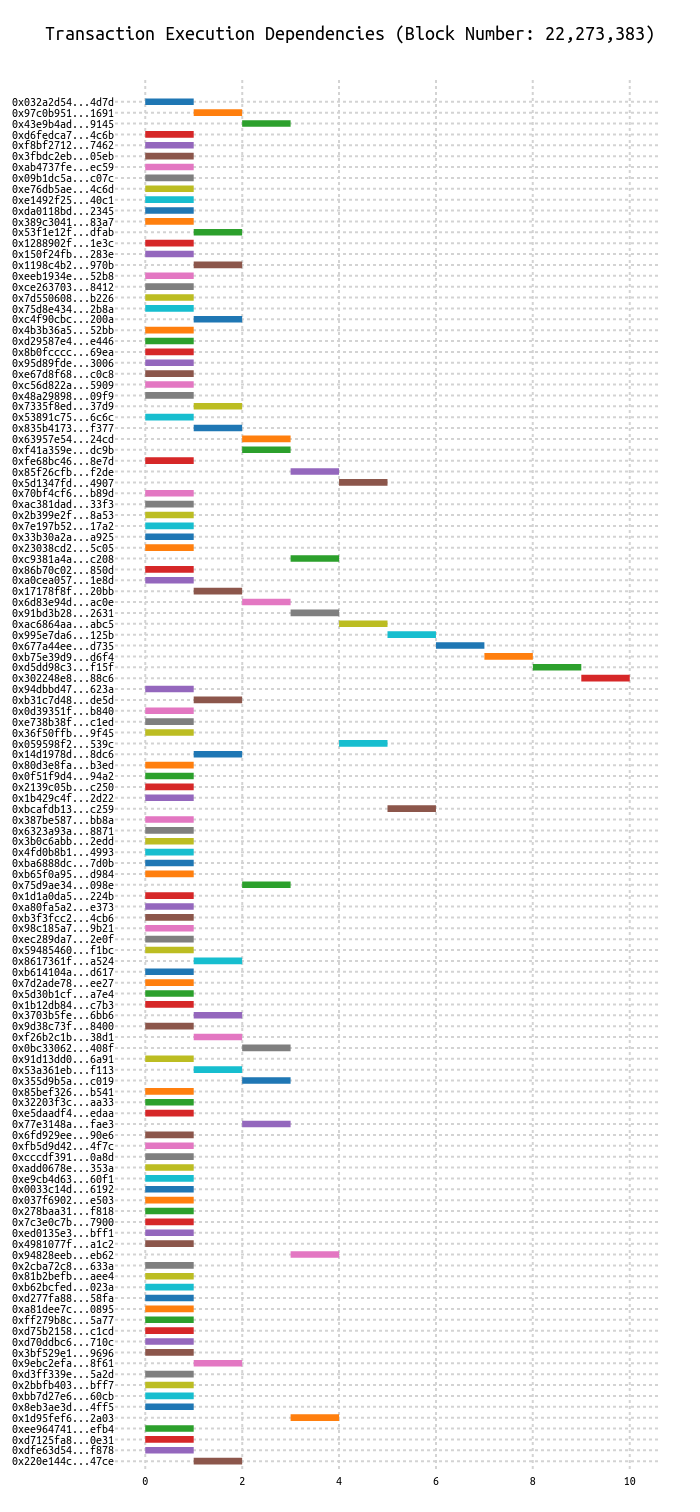 Transaction Execution Dependencies (Block Number: 22,273,383)
0x032a2d54...4d7d
0x97c0b951...1691
0x43e9b4ad...9145
0xd6fedca7...4c6b
0xf8bf2712...7462
0x3fbdc2eb...05eb
0xab4737fe...ec59
0x09b1dc5a...c07c
0xe76db5ae...4c6d
0xe1492f25...40c1
0xda0118bd...2345
0x389c3041...83a7
0x53f1e12f...dfab
0x1288902f...1e3c
0x150f24fb...283e
0x1198c4b2...970b
0xeeb1934e...52b8
0xce263703...8412
0x7d550608...b226
0x75d8e434...2b8a
0xc4f90cbc...200a
0x4b3b36a5...52bb
0xd29587e4...e446
0x8b0fcccc...69ea
0x95d89fde...3006
0xe67d8f68...c0c8
0xc56d822a...5909
0x48a29898...09f9
0x7335f8ed...37d9
0x53891c75...6c6c
0x835b4173...f377
0x63957e54...24cd
0xf41a359e...dc9b
0xfe68bc46...8e7d
0x85f26cfb...f2de
0x5d1347fd...4907
0x70bf4cf6...b89d
0xac381dad...33f3
0x2b399e2f...8a53
0x7e197b52...17a2
0x33b30a2a...a925
0x23038cd2...5c05
0xc9381a4a...c208
0x86b70c02...850d
0xa0cea057...1e8d
0x17178f8f...20bb
0x6d83e94d...ac0e
0x91bd3b28...2631
0xac6864aa...abc5
0x995e7da6...125b
0x677a44ee...d735
0xb75e39d9...d6f4
0xd5dd98c3...f15f
0x302248e8...88c6
0x94dbbd47...623a
0xb31c7d48...de5d
0x0d39351f...b840
0xe738b38f...c1ed
0x36f50ffb...9f45
0x059598f2...539c
0x14d1978d...8dc6
0x80d3e8fa...b3ed
0x0f51f9d4...94a2
0x2139c05b...c250
0x1b429c4f...2d22
0xbcafdb13...c259
0x387be587...bb8a
0x6323a93a...8871
0x3b0c6abb...2edd
0x4fd0b8b1...4993
0xba6888dc...7d0b
0xb65f0a95...d984
0x75d9ae34...098e
0x1d1a0da5...224b
0xa80fa5a2...e373
0xb3f3fcc2...4cb6
0x98c185a7...9b21
0xec289da7...2e0f
0x59485460...f1bc
0x8617361f...a524
0xb614104a...d617
0x7d2ade78...ee27
0x5d30b1cf...a7e4
0x1b12db84...c7b3
0x3703b5fe...6bb6
0x9d38c73f...8400
0xf26b2c1b...38d1
0x0bc33062...408f
0x91d13dd0...6a91
0x53a361eb...f113
0x355d9b5a...c019
0x85bef326...b541
0x32203f3c...aa33
0xe5daadf4...edaa
0x77e3148a...fae3
0x6fd929ee...90e6
0xfb5d9d42...4f7c
0xcccdf391...0a8d
0xadd0678e...353a
0xe9cb4d63...60f1
0x0033c14d...6192
0x037f6902...e503
0x278baa31...f818
0x7c3e0c7b...7900
0xed0135e3...bff1
0x4981077f...a1c2
0x94828eeb...eb62
0x2cba72c8...633a
0x81b2befb...aee4
0xb62bcfed...023a
0xd277fa88...58fa
0xa81dee7c...0895
0xff279b8c...5a77
0xd75b2158...c1cd
0xd70ddbc6...710c
0x3bf529e1...9696
0x9ebc2efa...8f61
0xd3ff339e...5a2d
0x2bbfb403...bff7
0xbb7d27e6...60cb
0x8eb3ae3d...4ff5
0x1d95fef6...2a03
0xee964741...efb4
0xd7125fa8...0e31
0xdfe63d54...f878
0x220e144c...47ce
0 2 4 6 8 10